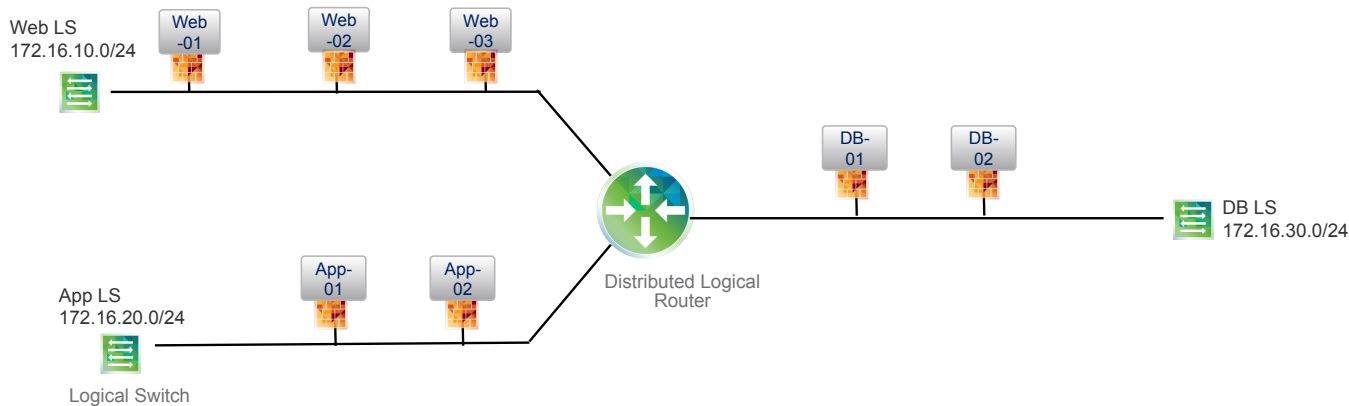 Web LS
172.16.10.0/24
Web
-01
Web
-02
Web
-03
DB-
01
DB-
02
DB LS
172.16.30.0/24
Distributed Logical
Router
App LS
172.16.20.0/24
App-
01
App-
02
Logical Switch